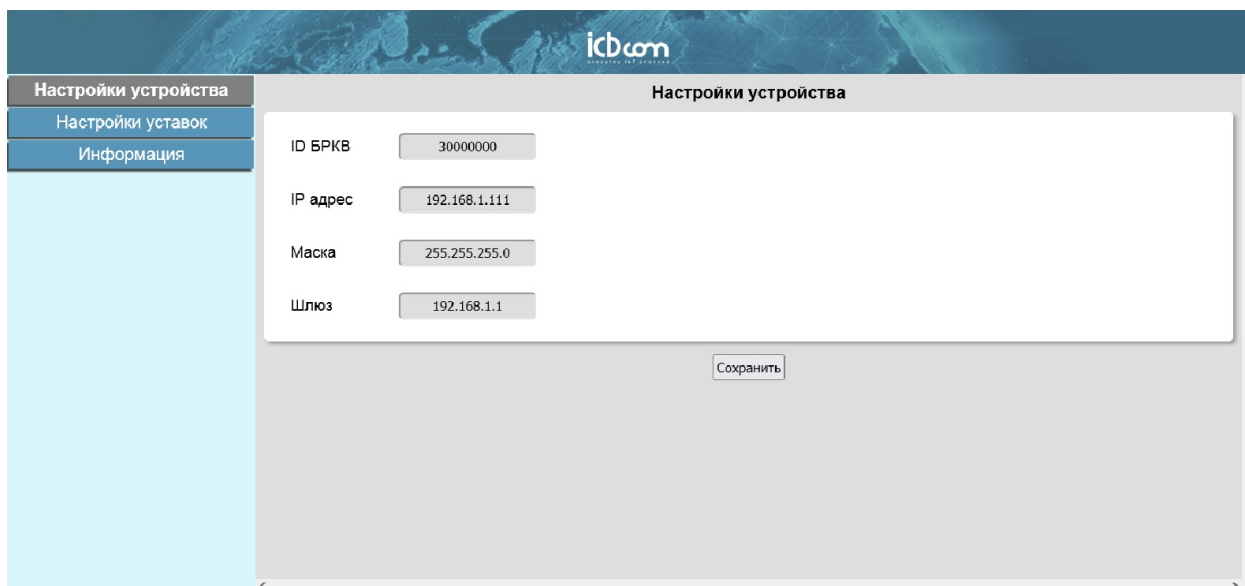 icbcom
Настройки устройства
Настройки уставок
Информация
Настройки устройства
ID БРКВ 30000000
IP адрес 192.168.1.111
Маска 255.255.255.0
Шлюз 192.168.1.1
Сохранить